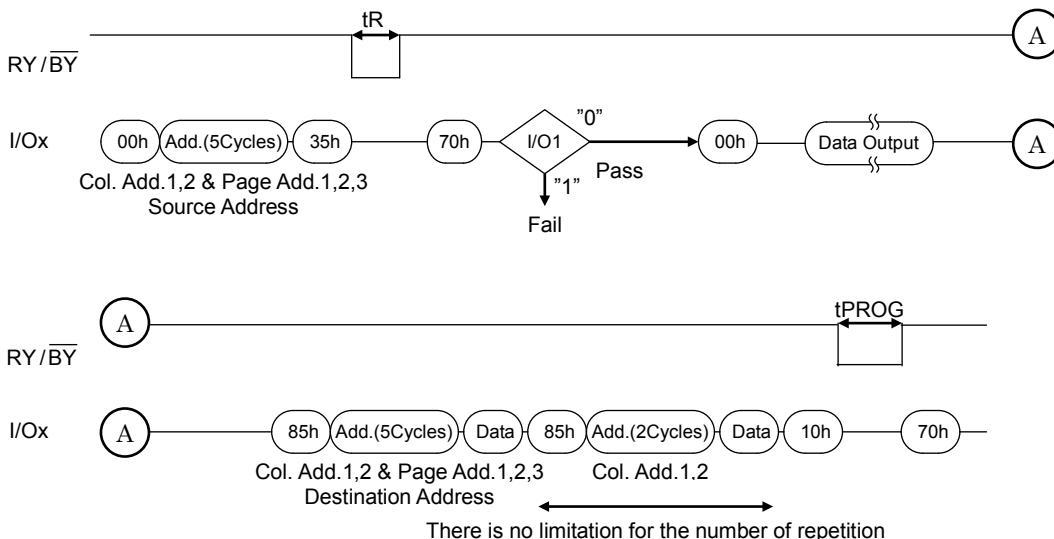 tR
A
RY/BY
I/Ox
00h Add.(5Cycles) 35h 70h I/O1 "0" 00h Data Output A
Pass
Col. Add.1,2 & Page Add.1,2,3 "1"
Source Address
Fail
A tPROG
RY/BY
I/Ox A 85h Add.(5Cycles) Data 85h Add.(2Cycles) Data 10h 70h
Col. Add.1,2 & Page Add.1,2,3 Col. Add.1,2
Destination Address
There is no limitation for the number of repetition